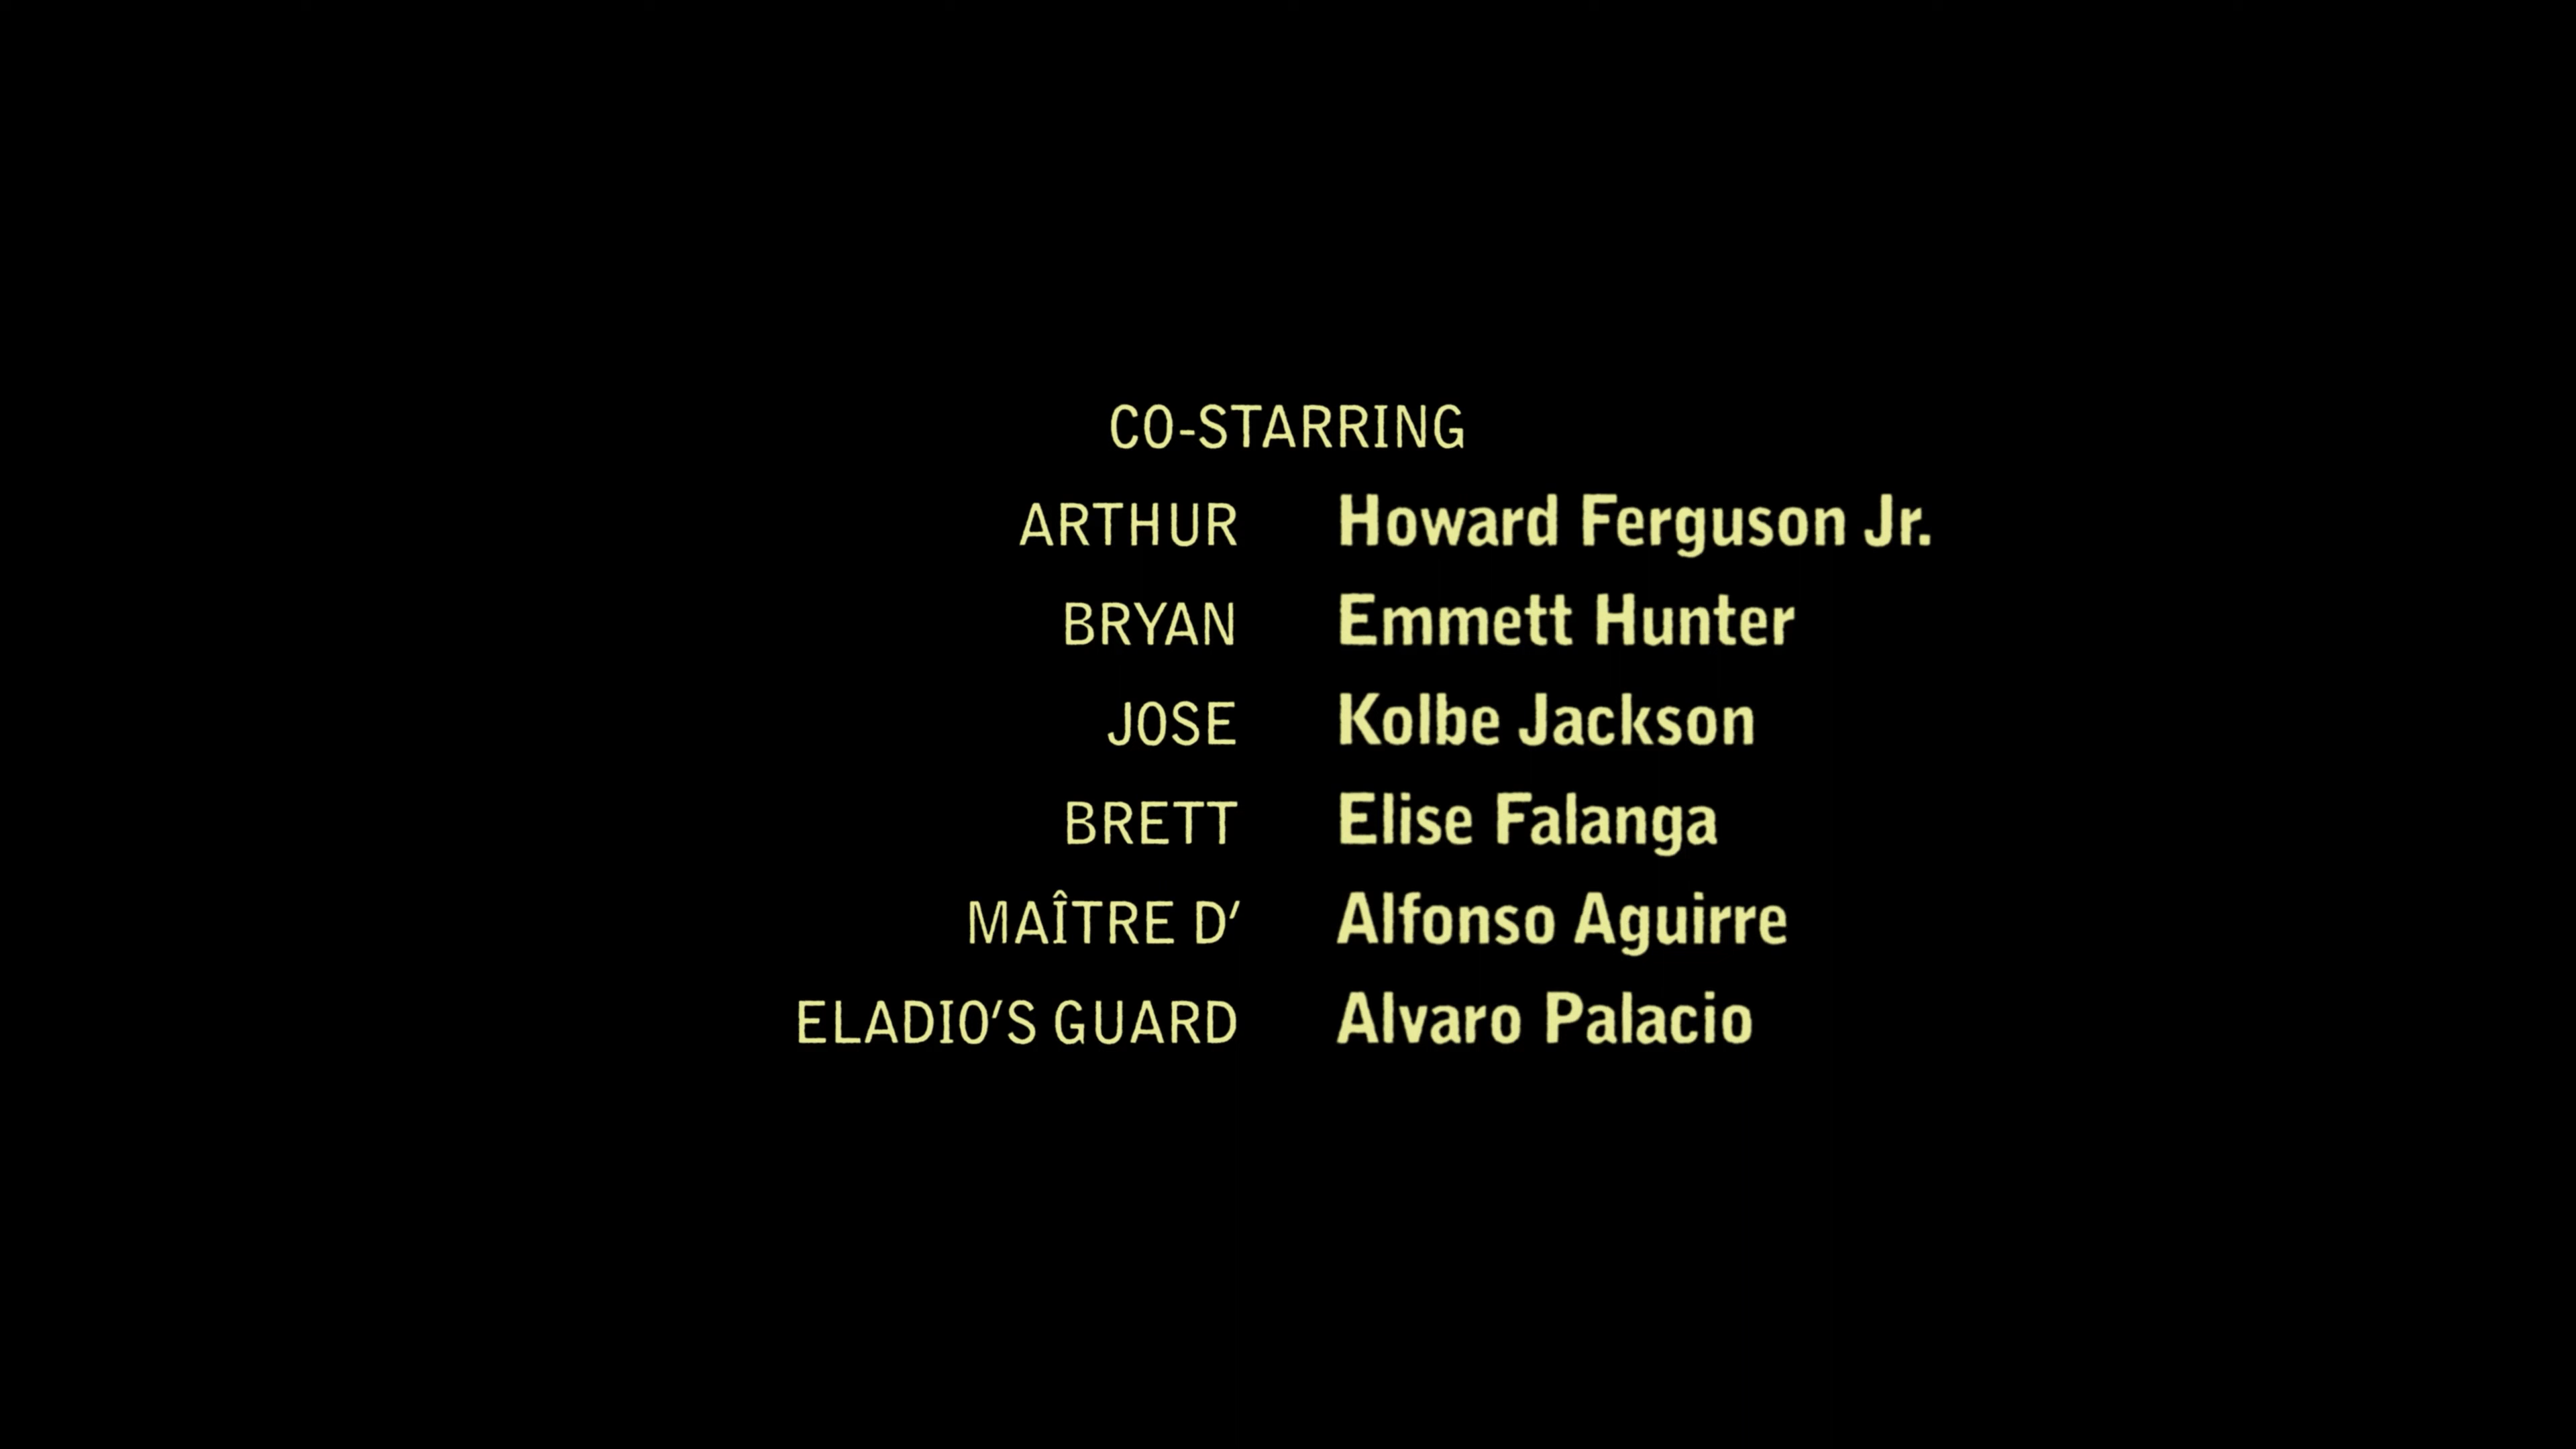 CO-STARRING
ARTHUR Howard Ferguson Jr.
BRYAN Emmett Hunter
JOSE Kolbe Jackson
BRETT Elise Falanga
MAÎTRE D’ Alfonso Aguirre
ELADIO’S GUARD Alvaro Palacio